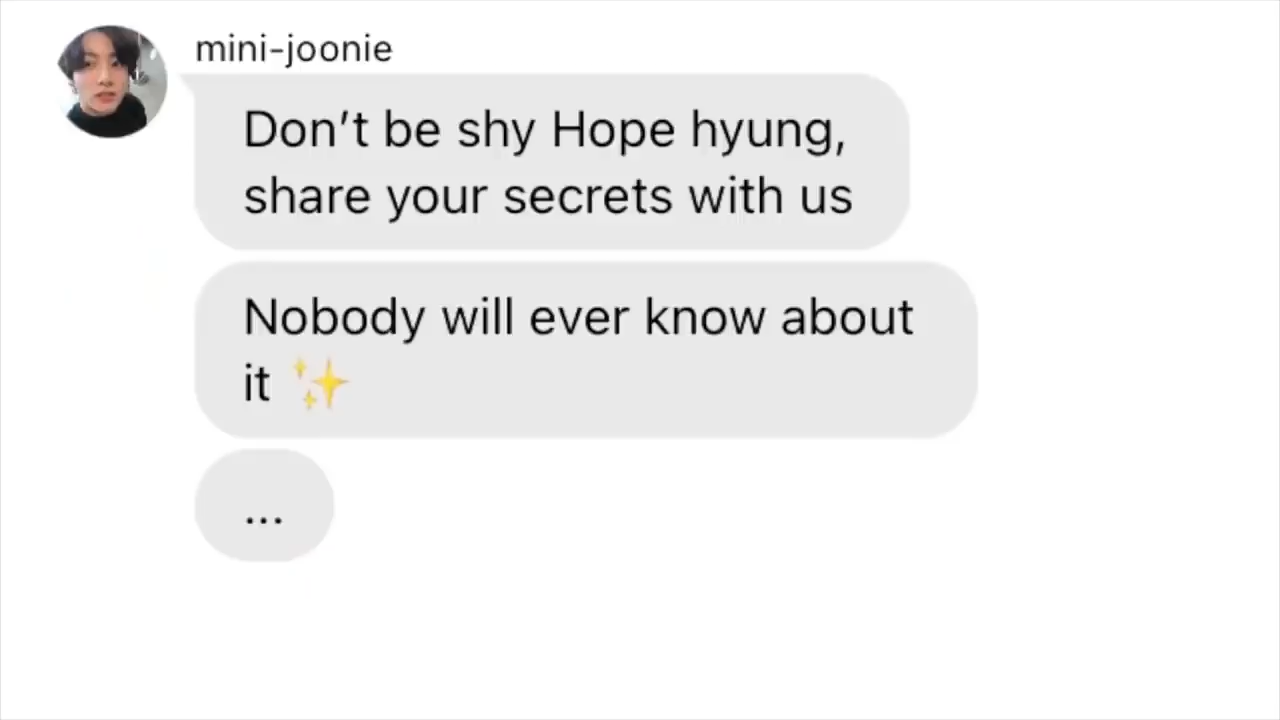 mini-joonie
Don’t be shy Hope hyung,
share your secrets with us
Nobody will ever know about
it ✨
...